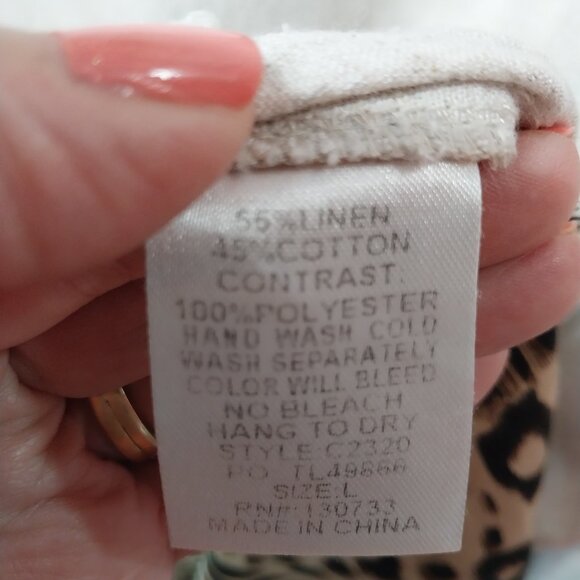 55%LINEN
45%COTTON
CONTRAST.
100%POLYESTER
HAND WASH COLD
WASH SEPARATELY
COLOR WILL BLEED
NO BLEACH
HANG TO DRY
STYLE:C2320
PO. TL49866
SIZE:L
RN#:130733
MADE IN CHINA